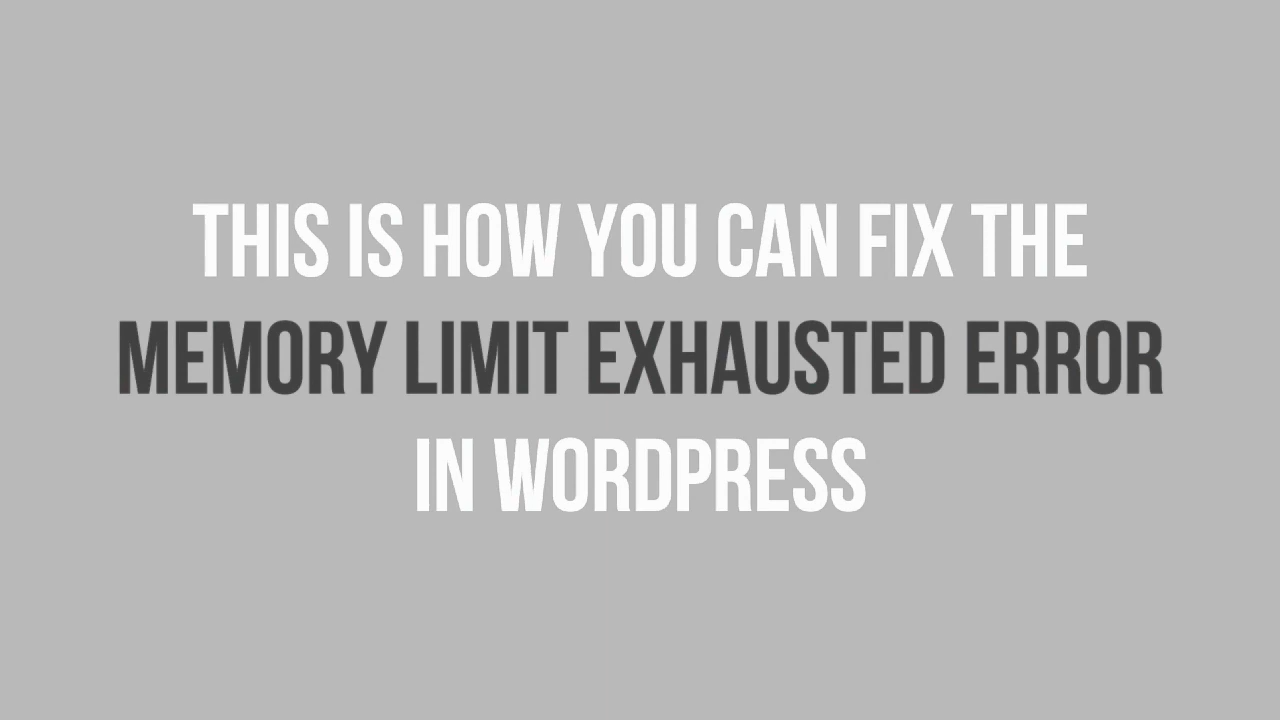 THIS IS HOW YOU CAN FIX THE
MEMORY LIMIT EXHAUSTED ERROR
IN WORDPRESS